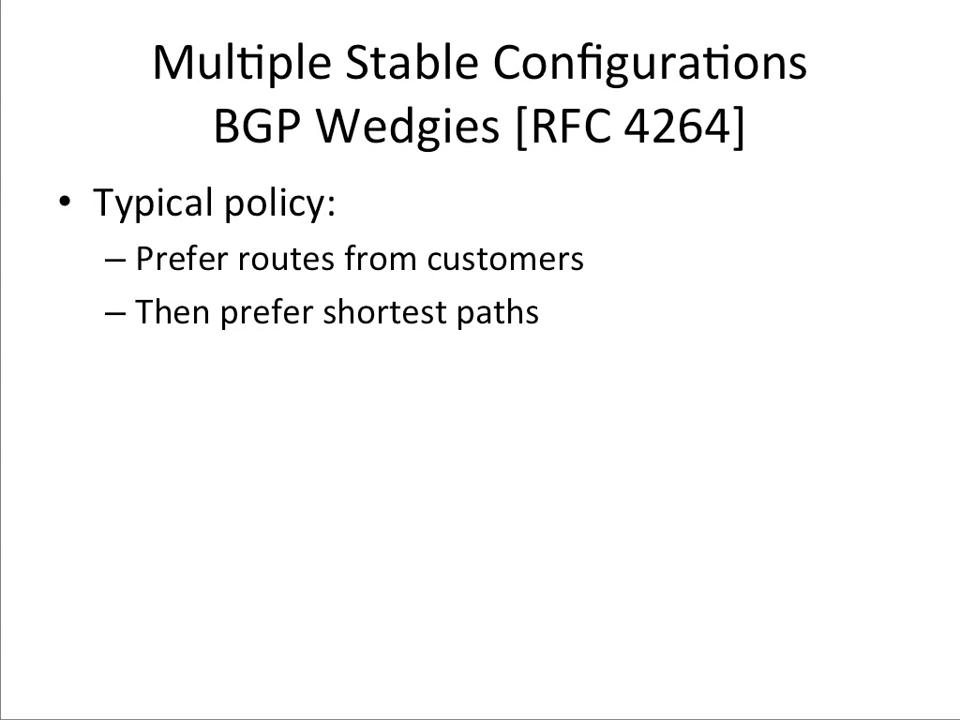 Multiple Stable Configurations
BGP Wedgies [RFC 4264]
• Typical policy:
– Prefer routes from customers
– Then prefer shortest paths